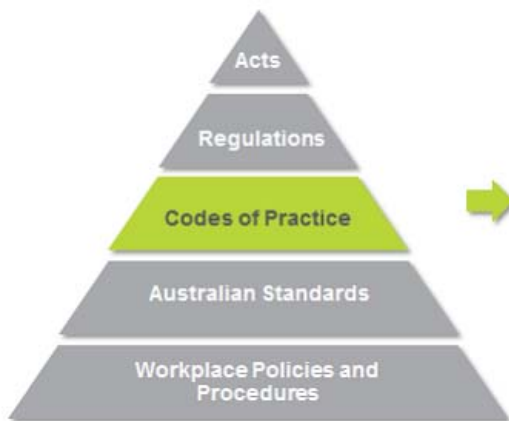 Acts
Regulations
Codes of Practice
Australian Standards
Workplace Policies and
Procedures